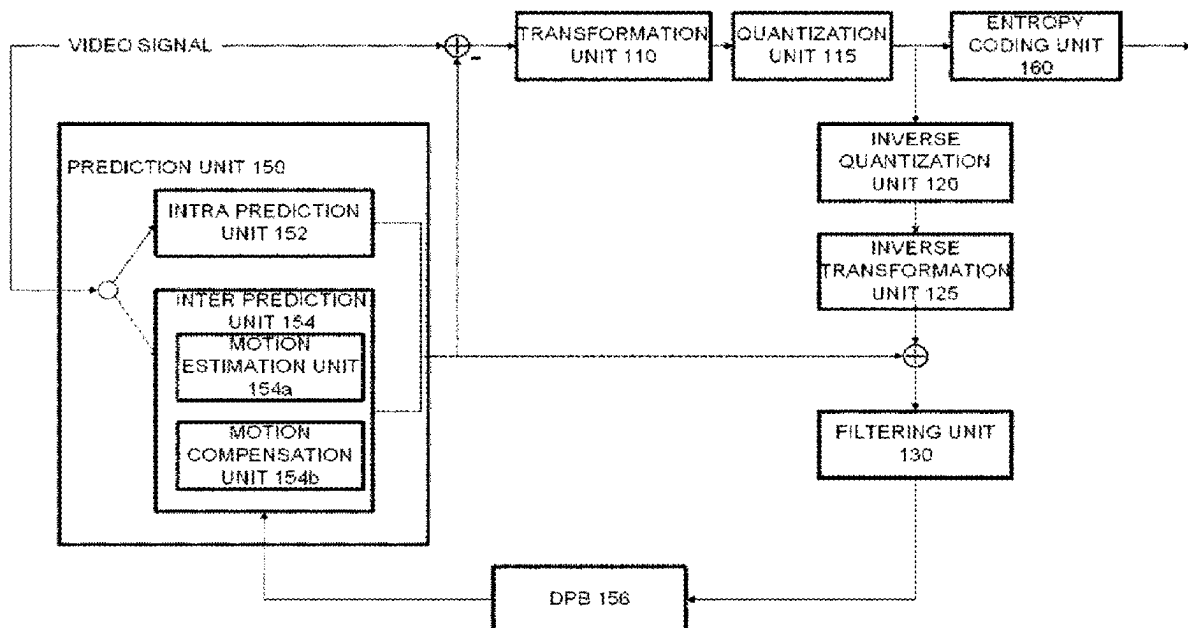 VIDEO SIGNAL
-
TRANSFORMATION
UNIT 110
QUANTIZATION
UNIT 115
ENTROPY
CODING UNIT
160
INVERSE
QUANTIZATION
UNIT 120
INVERSE
TRANSFORMATION
UNIT 125
PREDICTION UNIT 150
INTRA PREDICTION
UNIT 152
INTER PREDICTION
UNIT 154
MOTION
ESTIMATION UNIT
154a
MOTION
COMPENSATION
UNIT 154b
FILTERING UNIT
130
DPB 156